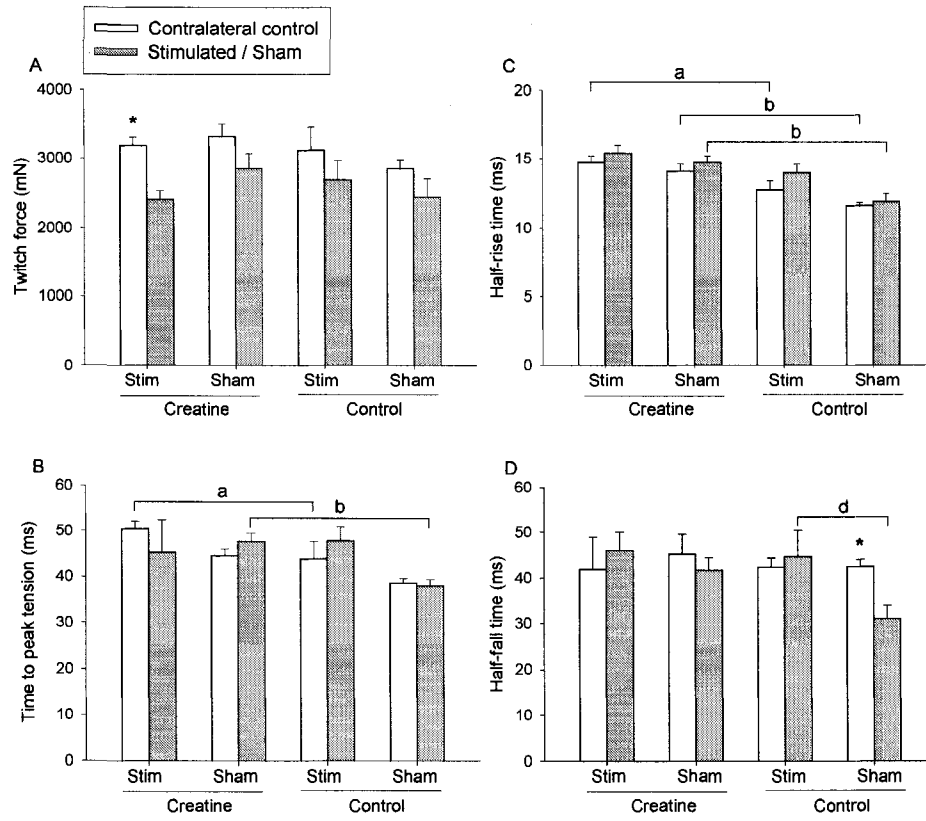 Contralateral control
Stimulated / Sham
A
4000
3000
2000
1000
0
Twitch force (mN)
*
Stim Sham Stim Sham
Creatine Control
C
20
15
10
5
0
Half-rise time (ms)
a
b
b
Stim Sham Stim Sham
Creatine Control
B
60
50
40
30
20
10
0
Time to peak tension (ms)
a
b
Stim Sham Stim Sham
Creatine Control
D
60
50
40
30
20
10
0
Half-fall time (ms)
d
*
Stim Sham Stim Sham
Creatine Control